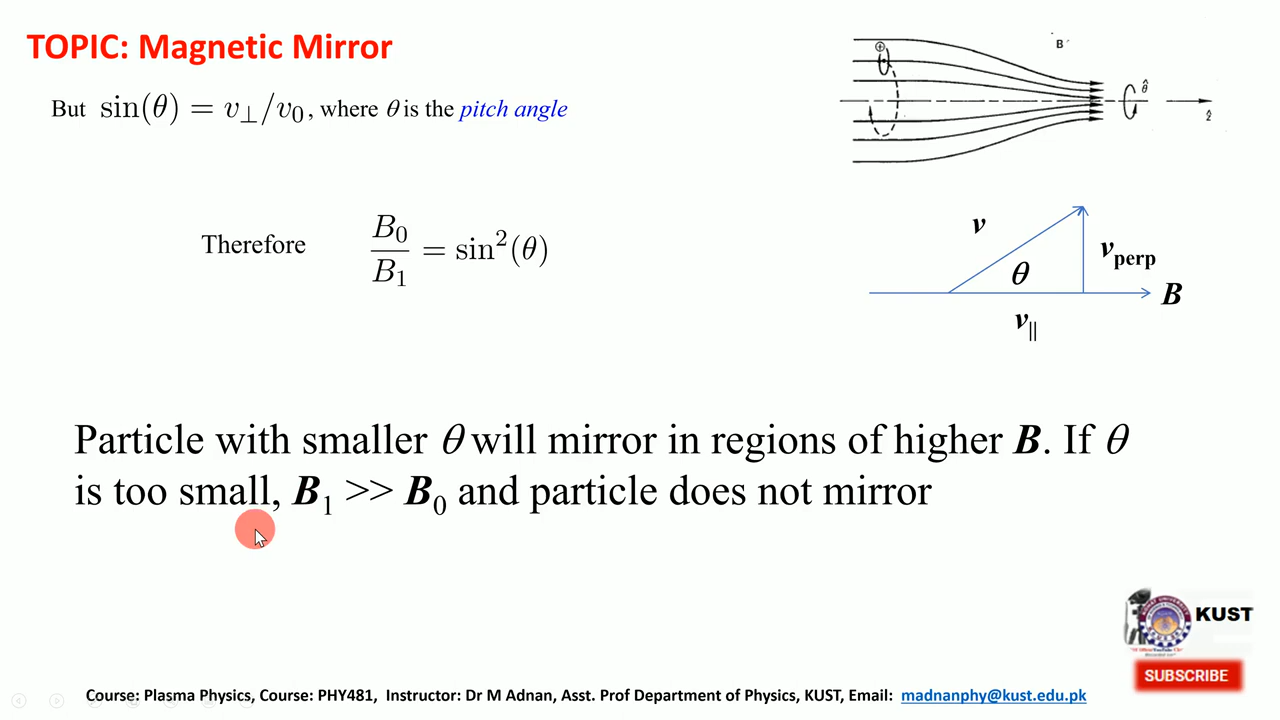 TOPIC: Magnetic Mirror
But sin(θ) = v⊥/v0, where θ is the pitch angle
Therefore B0/B1 = sin²(θ)
B
θ̂
ẑ
v
θ
vperp
B
v||
Particle with smaller θ will mirror in regions of higher B. If θ
is too small, B1 >> B0 and particle does not mirror
KUST
SUBSCRIBE
Course: Plasma Physics, Course: PHY481, Instructor: Dr M Adnan, Asst. Prof Department of Physics, KUST, Email: madnanphy@kust.edu.pk